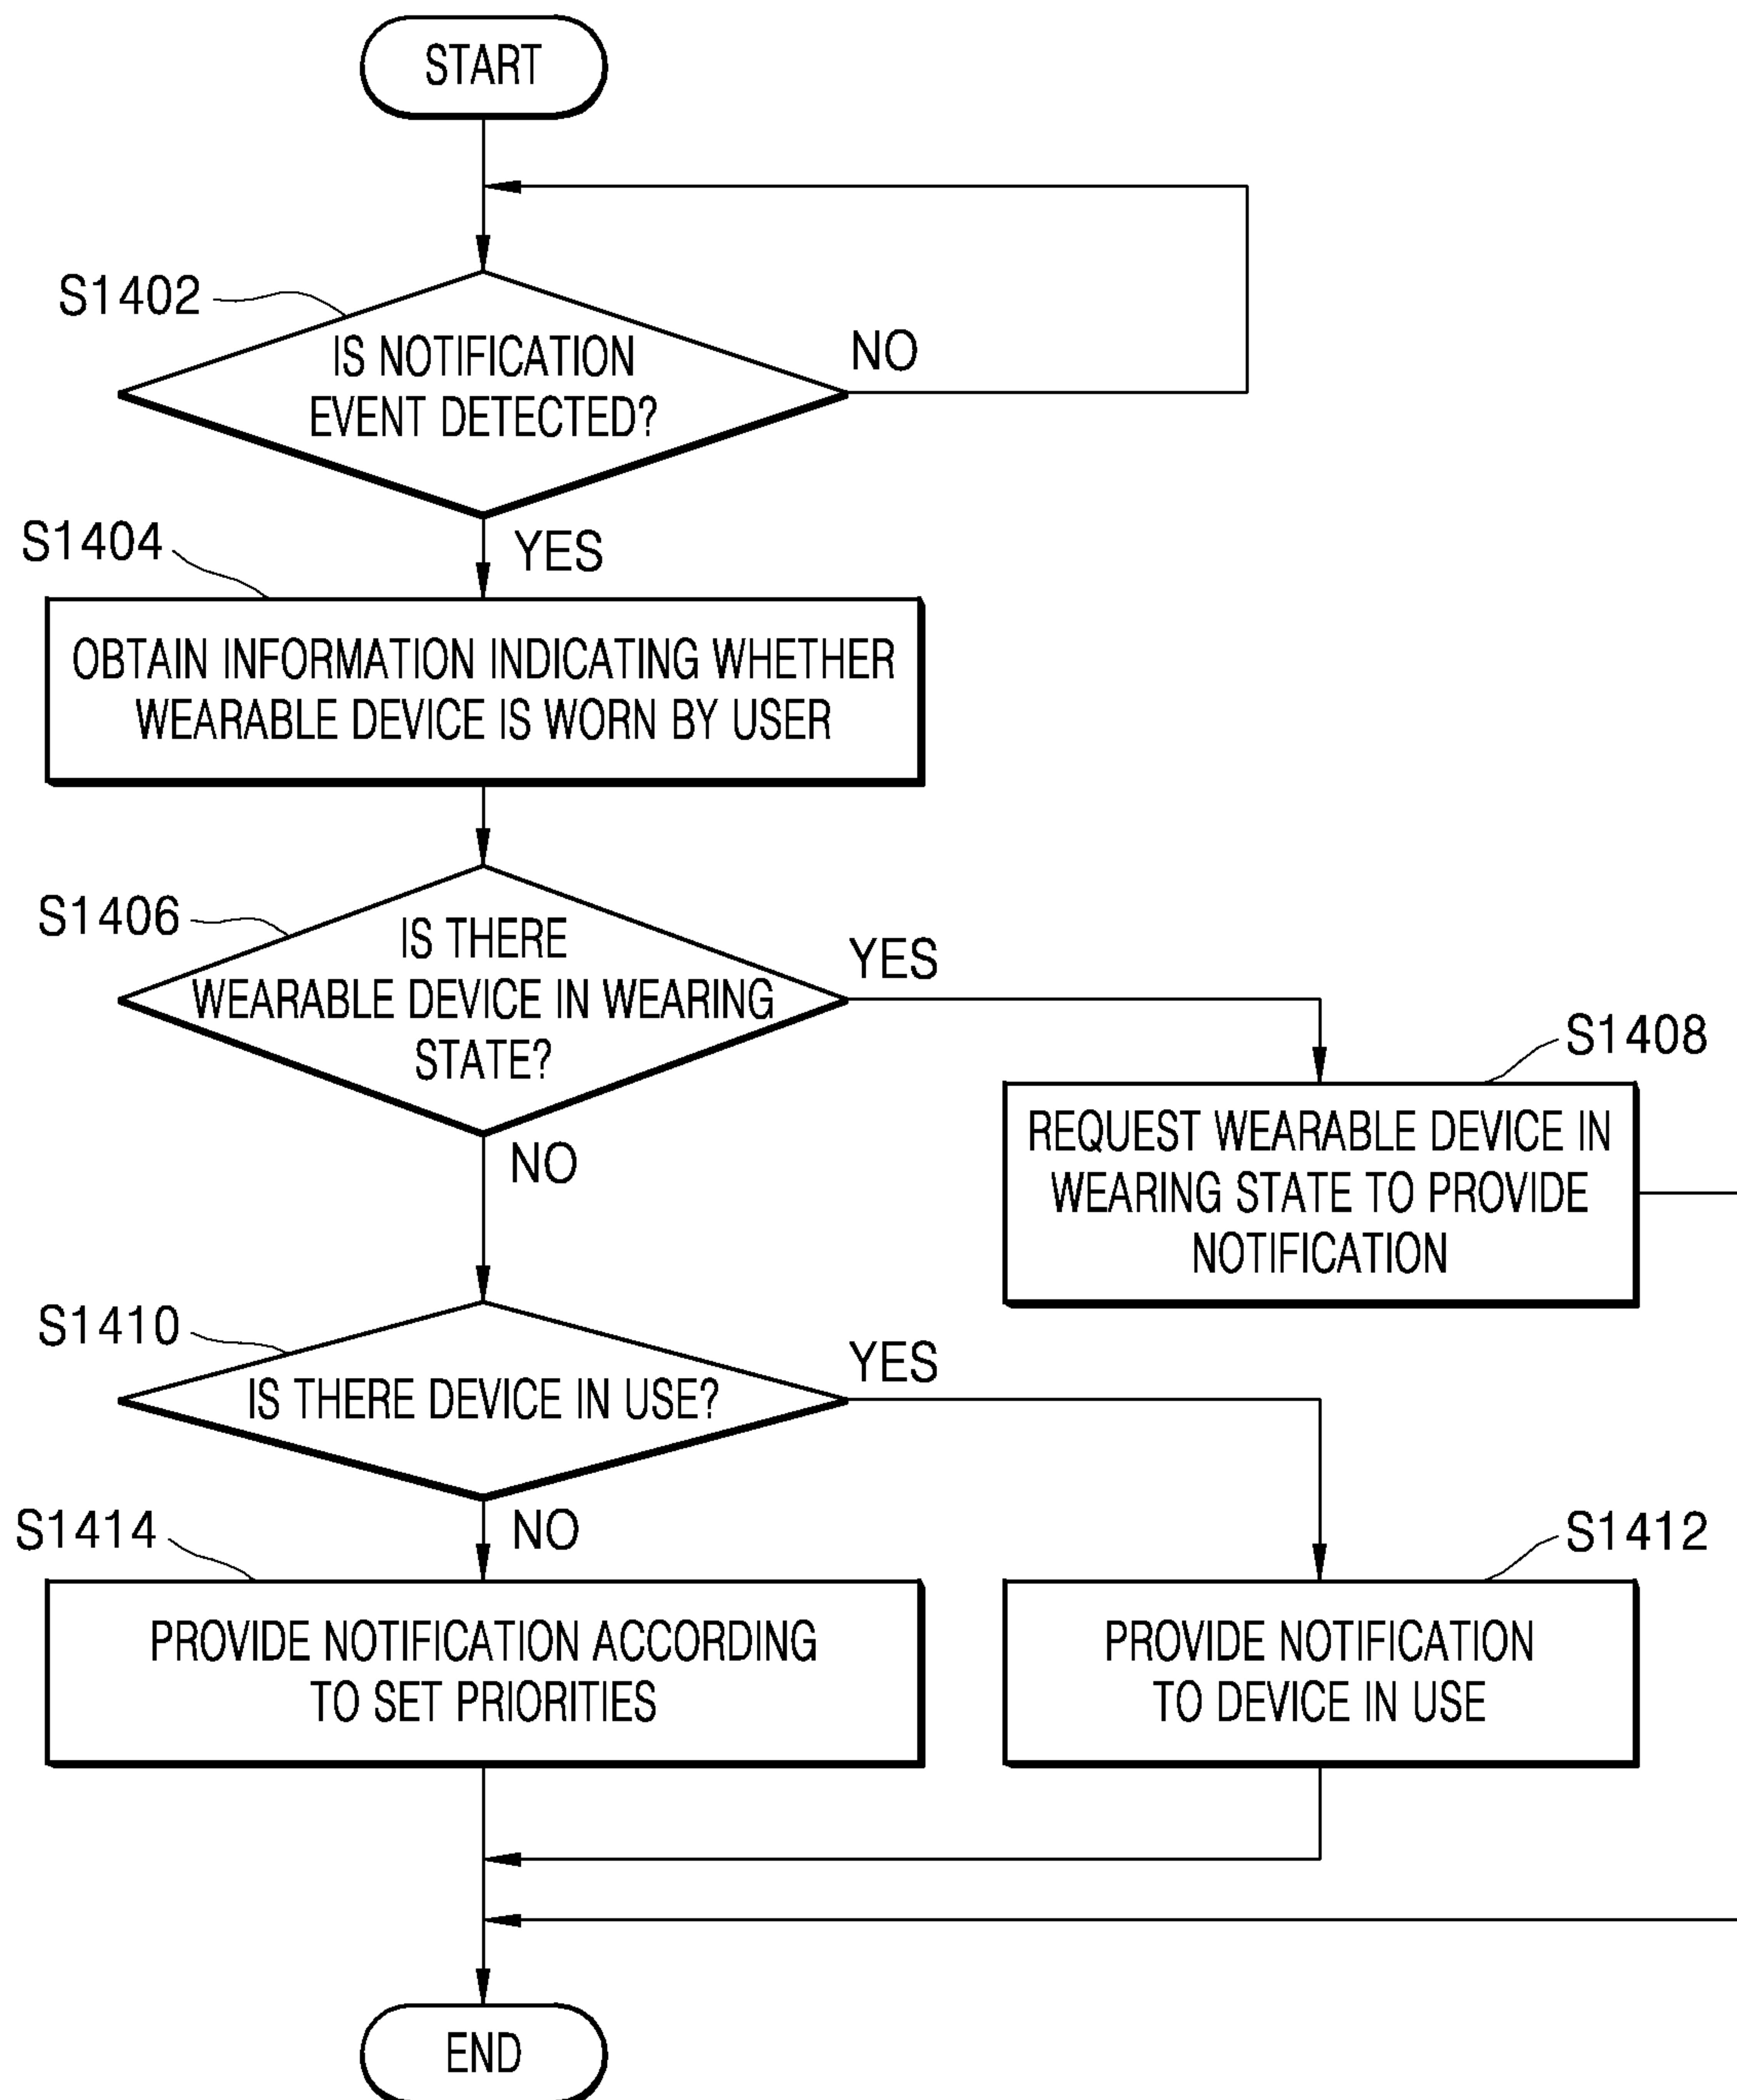 START
S1402
IS NOTIFICATION
EVENT DETECTED?
NO
YES
S1404
OBTAIN INFORMATION INDICATING WHETHER
WEARABLE DEVICE IS WORN BY USER
S1406
IS THERE
WEARABLE DEVICE IN WEARING
STATE?
YES
NO
S1408
REQUEST WEARABLE DEVICE IN
WEARING STATE TO PROVIDE
NOTIFICATION
S1410
IS THERE DEVICE IN USE?
YES
NO
S1414
PROVIDE NOTIFICATION ACCORDING
TO SET PRIORITIES
S1412
PROVIDE NOTIFICATION
TO DEVICE IN USE
END